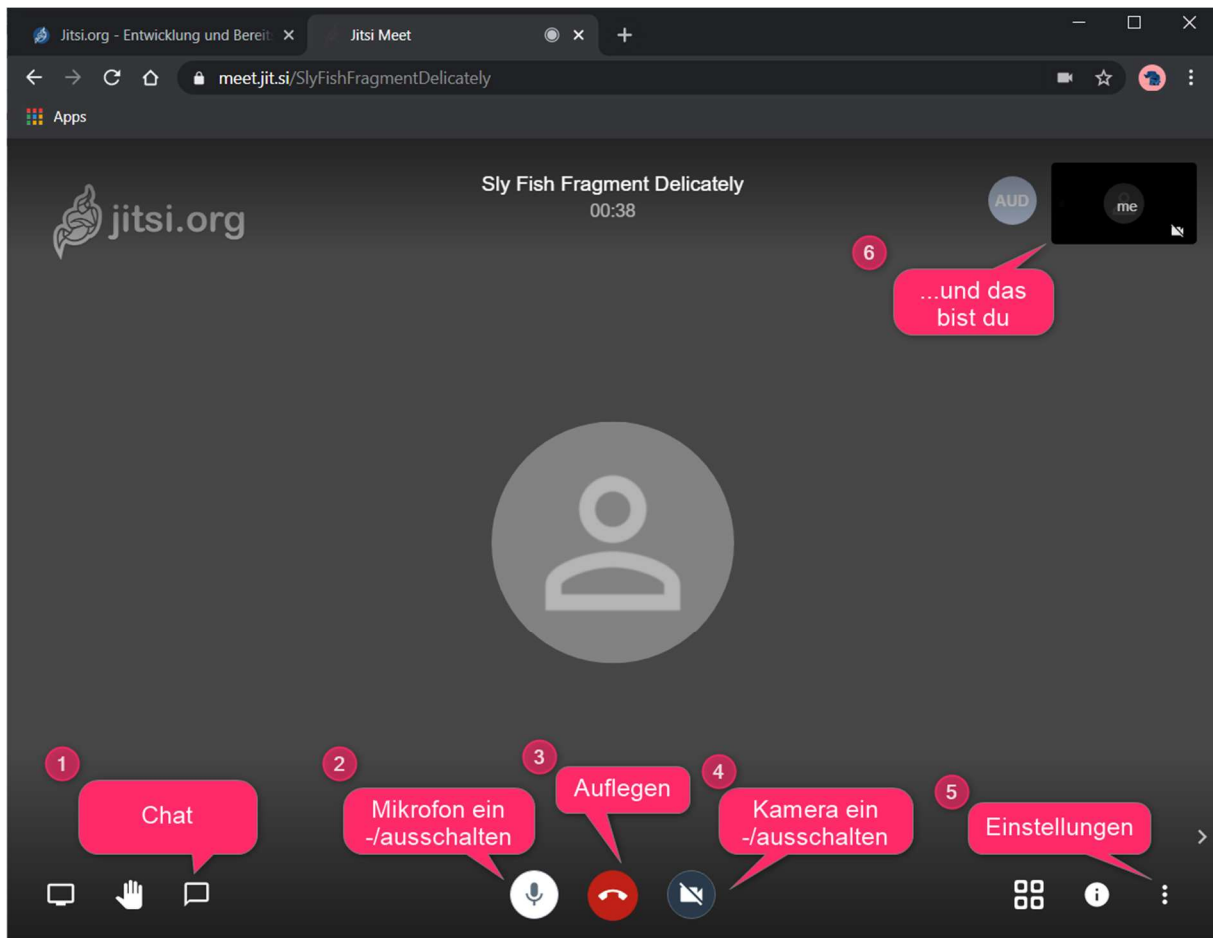 Jitsi.org - Entwicklung und Bereit
Jitsi Meet
meet.jit.si/SlyFishFragmentDelicately
Apps
jitsi.org
Sly Fish Fragment Delicately
00:38
AUD
me
6
...und das
bist du
1
Chat
2
Mikrofon ein
-/ausschalten
3
Auflegen
4
Kamera ein
-/ausschalten
5
Einstellungen